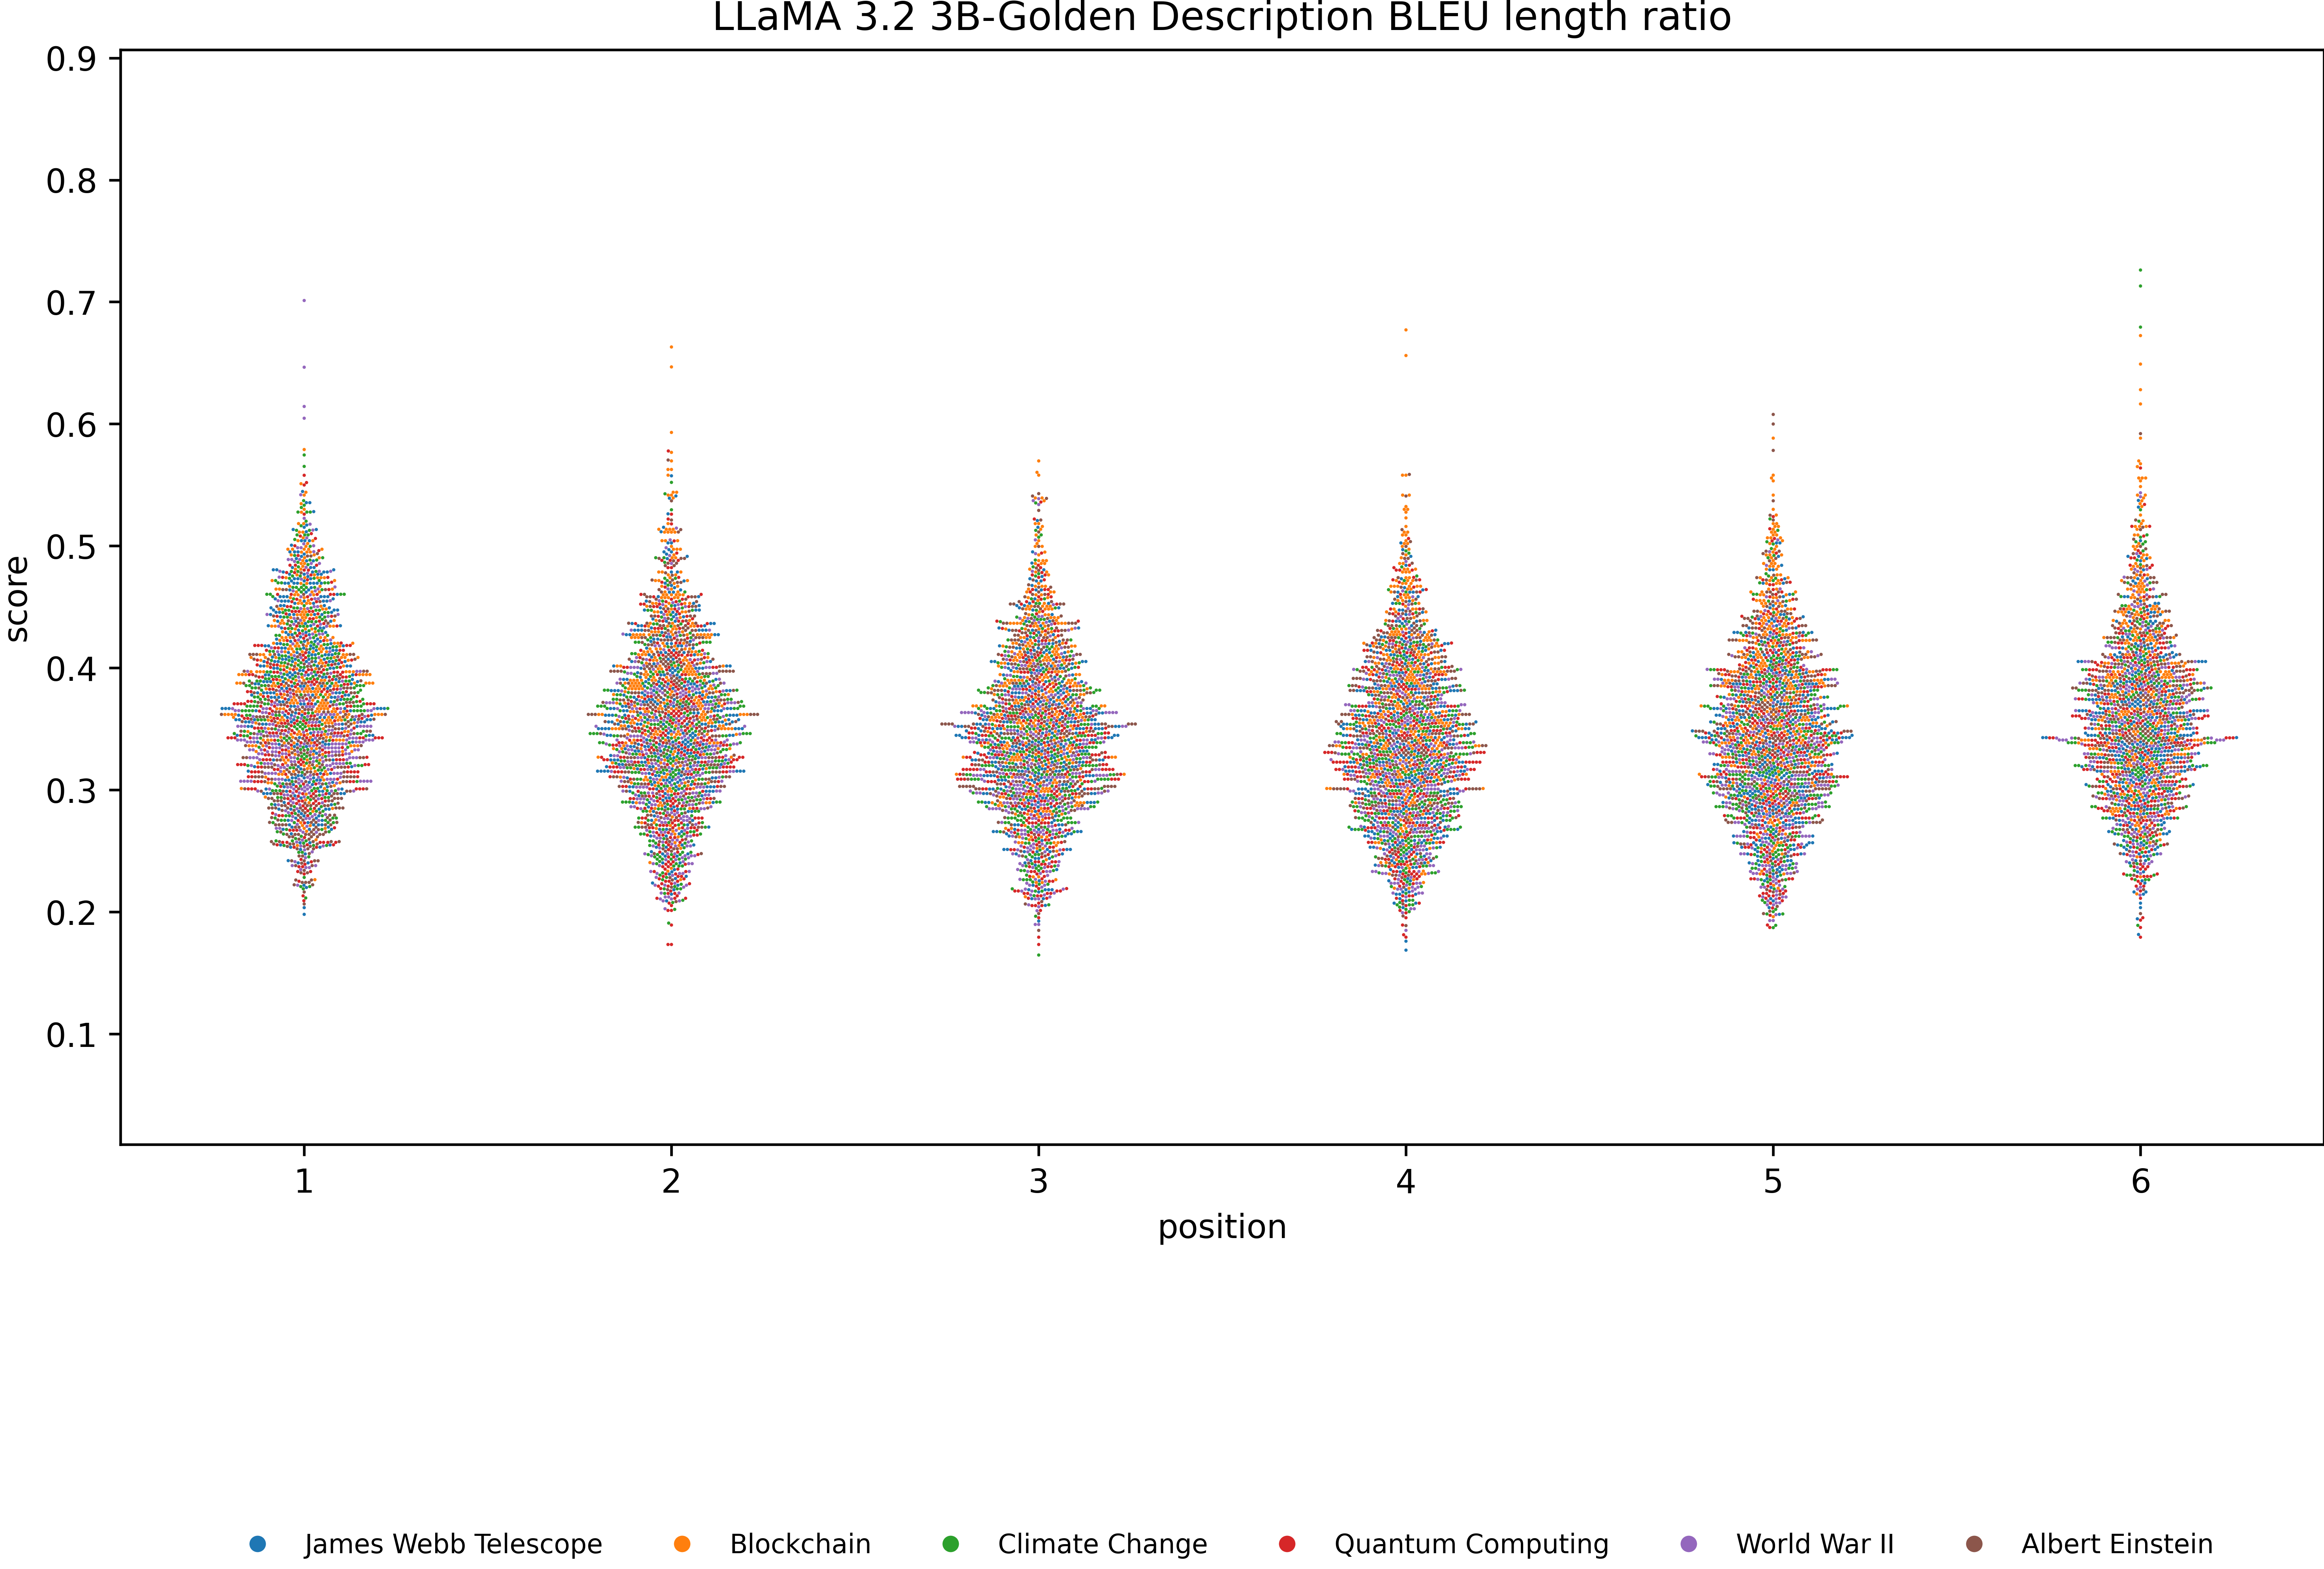 LLaMA 3.2 3B-Golden Description BLEU length ratio
0.9
0.8
0.7
0.6
0.5
0.4
0.3
0.2
0.1
score
1 2 3 4 5 6
position
James Webb Telescope Blockchain Climate Change Quantum Computing World War II Albert Einstein